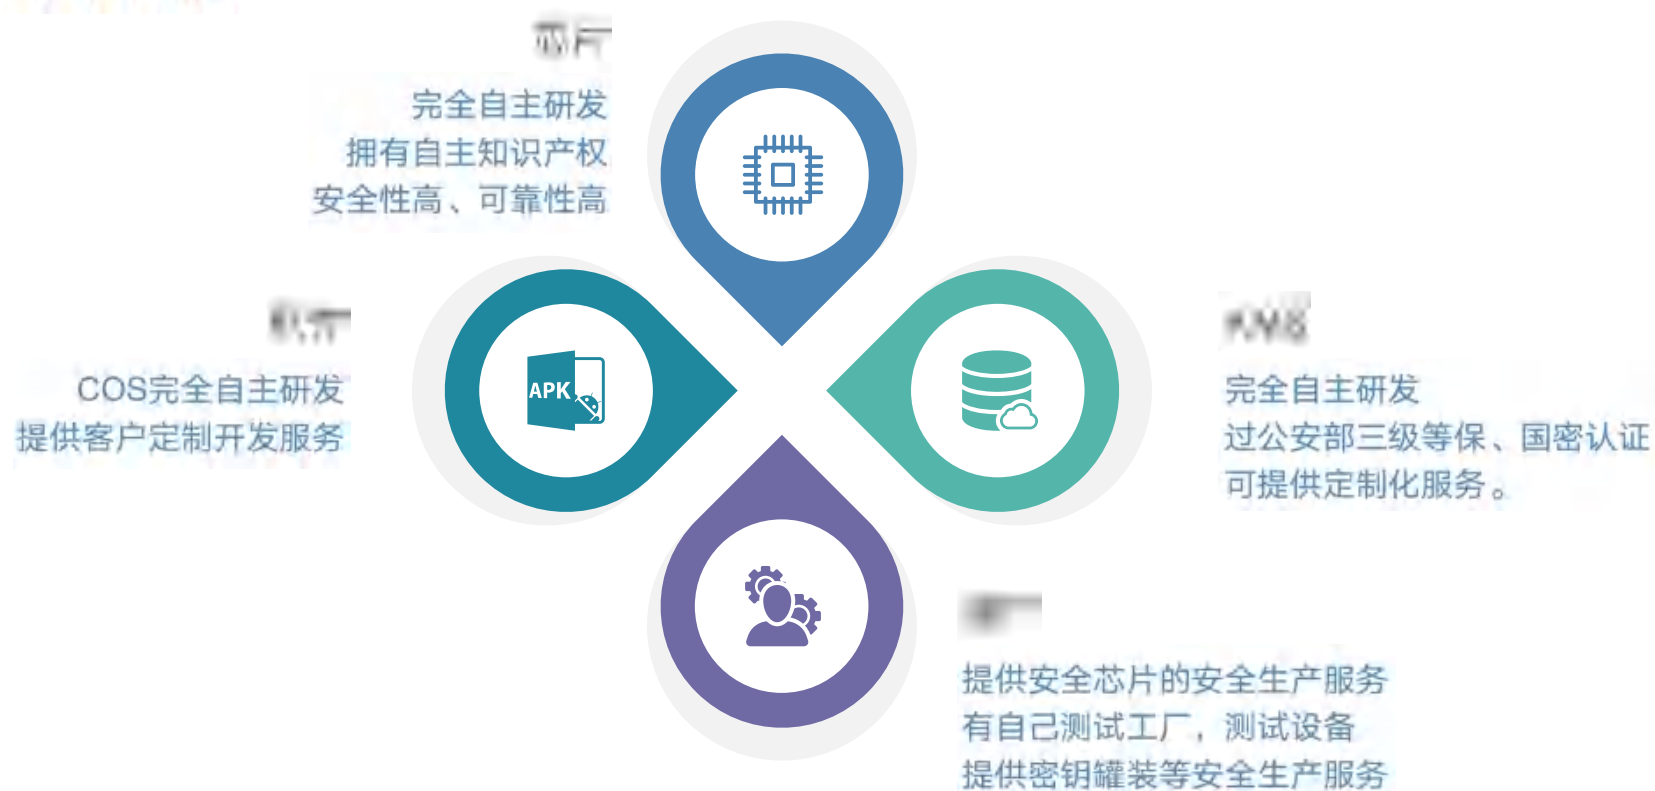 芯片
完全自主研发
拥有自主知识产权
安全性高、可靠性高
APK
COS完全自主研发
提供客户定制开发服务
KMS
完全自主研发
过公安部三级等保、国密认证
可提供定制化服务。
提供安全芯片的安全生产服务
有自己测试工厂，测试设备
提供密钥罐装等安全生产服务